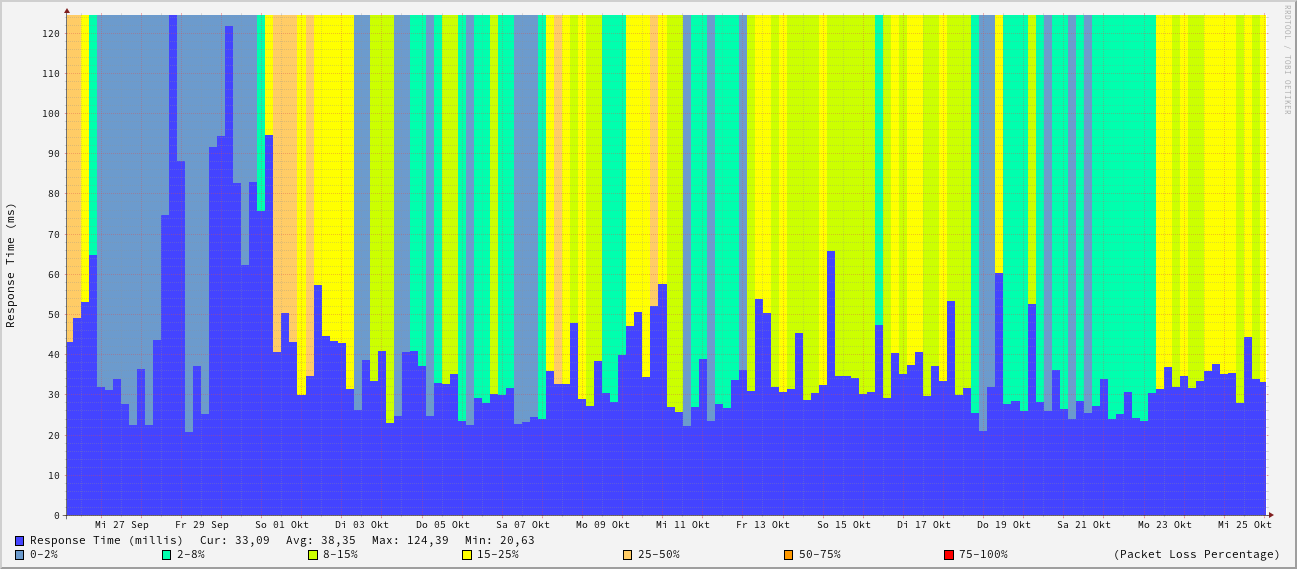 RRDTOOL / TOBI OETIKER
Response Time (ms)
120
110
100
90
80
70
60
50
40
30
20
10
0
Mi 27 Sep Fr 29 Sep So 01 Okt Di 03 Okt Do 05 Okt Sa 07 Okt Mo 09 Okt Mi 11 Okt Fr 13 Okt So 15 Okt Di 17 Okt Do 19 Okt Sa 21 Okt Mo 23 Okt Mi 25 Okt
Response Time (millis) Cur: 33,09 Avg: 38,35 Max: 124,39 Min: 20,63
0-2% 2-8% 8-15% 15-25% 25-50% 50-75% 75-100% (Packet Loss Percentage)